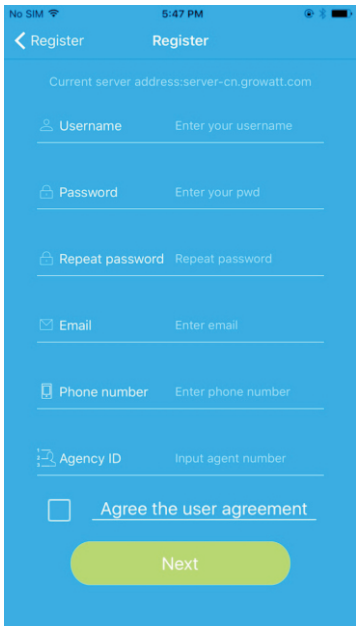 No SIM 5:47 PM
Register Register
Current server address:server-cn.growatt.com
Username Enter your username
Password Enter your pwd
Repeat password Repeat password
Email Enter email
Phone number Enter phone number
Agency ID Input agent number
Agree the user agreement
Next